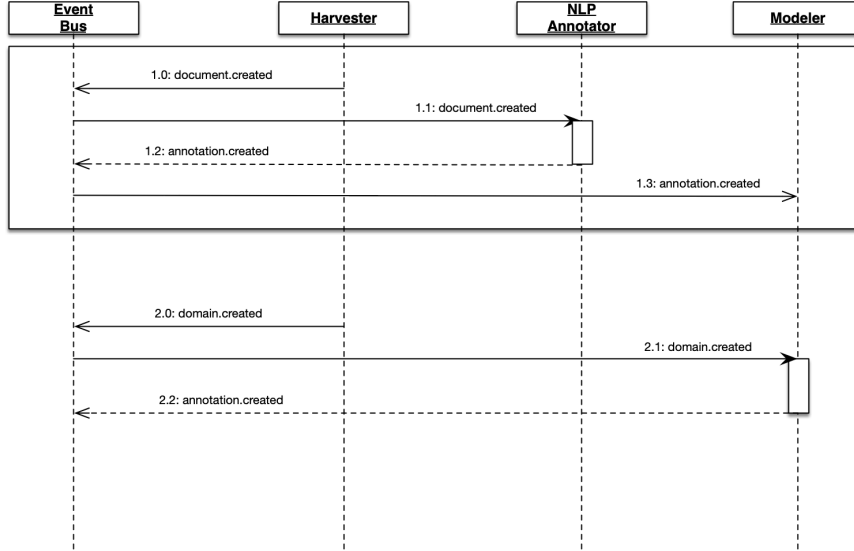 Event
Bus
Harvester
NLP
Annotator
Modeler
1.0: document.created
1.1: document.created
1.2: annotation.created
1.3: annotation.created
2.0: domain.created
2.1: domain.created
2.2: annotation.created